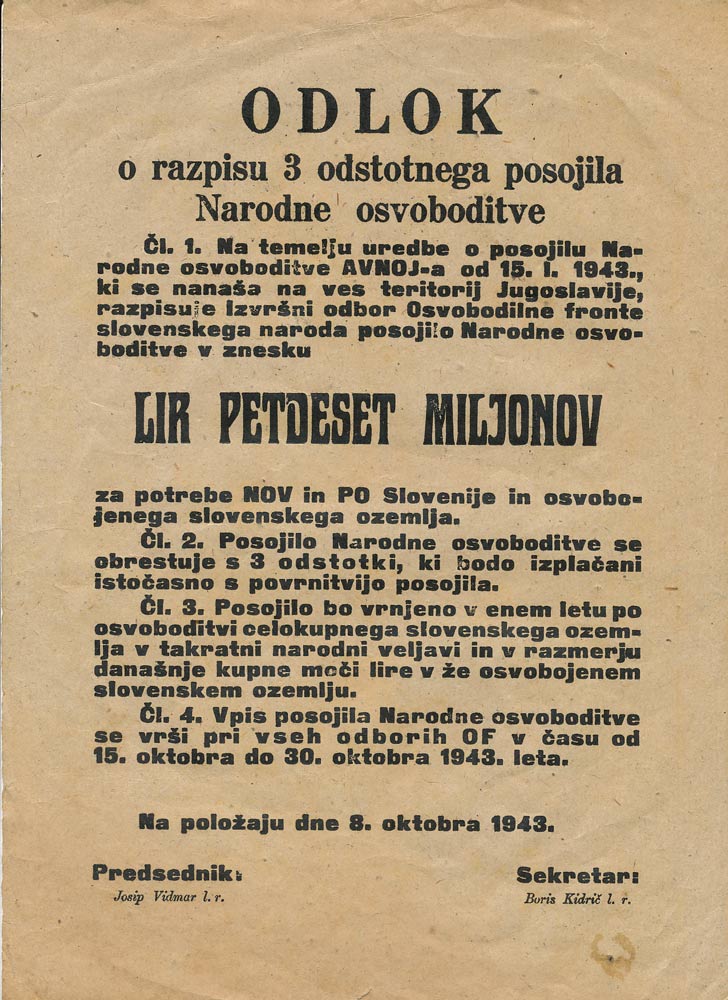 ODLOK
o razpisu 3 odstotnega posojila
Narodne osvoboditve
Čl. 1. Na temelju uredbe o posojilu Na-
rodne osvoboditve AVNOJ-a od 15. I. 1943.,
ki se nanaša na ves teritorij Jugoslavije,
razpisuje Izvršni odbor Osvobodilne fronte
slovenskega naroda posojilo Narodne osvo-
boditve v znesku
LIR PETDESET MILJONOV
za potrebe NOV in PO Slovenije in osvobo-
jenega slovenskega ozemlja.
Čl. 2. Posojilo Narodne osvoboditve se
obrestuje s 3 odstotki, ki bodo izplačani
istočasno s povrnitvijo posojila.
Čl. 3. Posojilo bo vrnjeno v enem letu po
osvoboditvi celokupnega slovenskega ozem-
lja v takratni narodni veljavi in v razmerju
današnje kupne moči lire v že osvobojenem
slovenskem ozemlju.
Čl. 4. Vpis posojila Narodne osvoboditve
se vrši pri vseh odborih OF v času od
15. oktobra do 30. oktobra 1943. leta.
Na položaju dne 8. oktobra 1943.
Predsednik:
Josip Vidmar l. r.
Sekretar:
Boris Kidrič l. r.